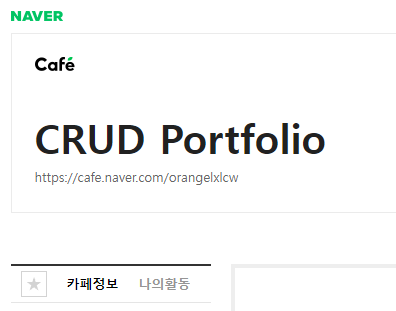 NAVER
Café
CRUD Portfolio
https://cafe.naver.com/orangelxlcw
카페정보 나의활동